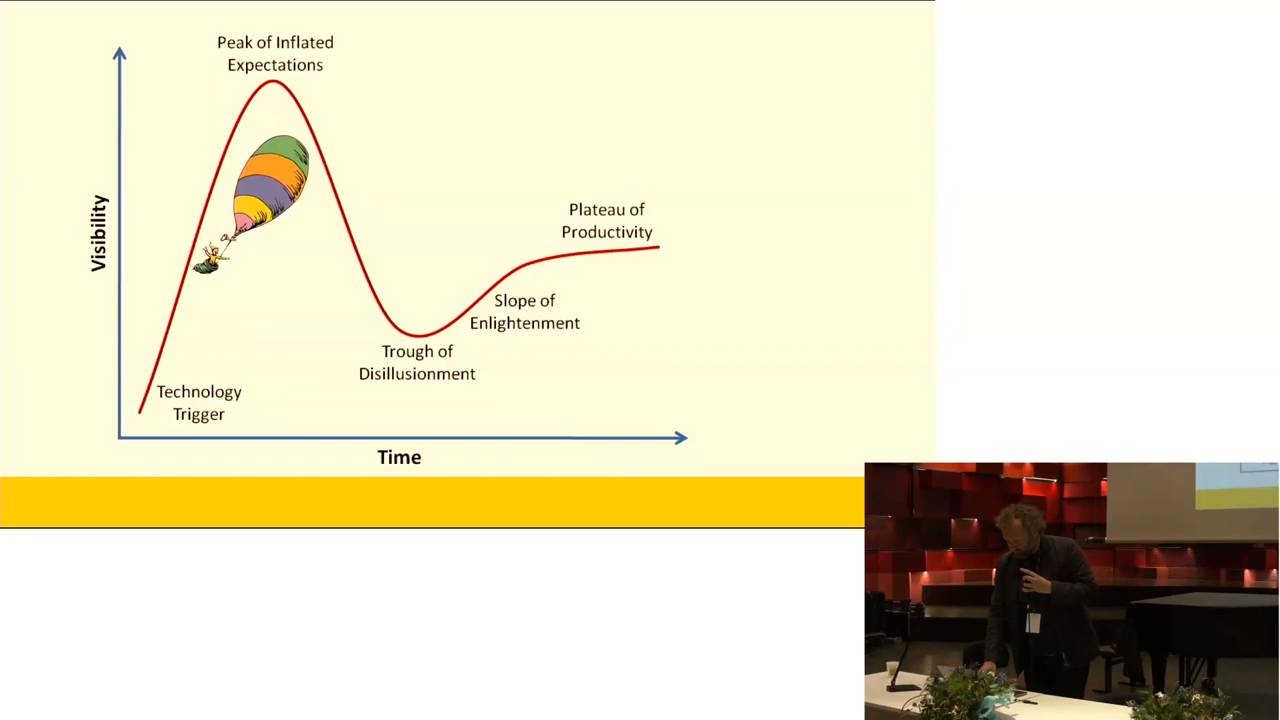 Peak of Inflated
Expectations
Visibility
Plateau of
Productivity
Slope of
Enlightenment
Trough of
Disillusionment
Technology
Trigger
Time